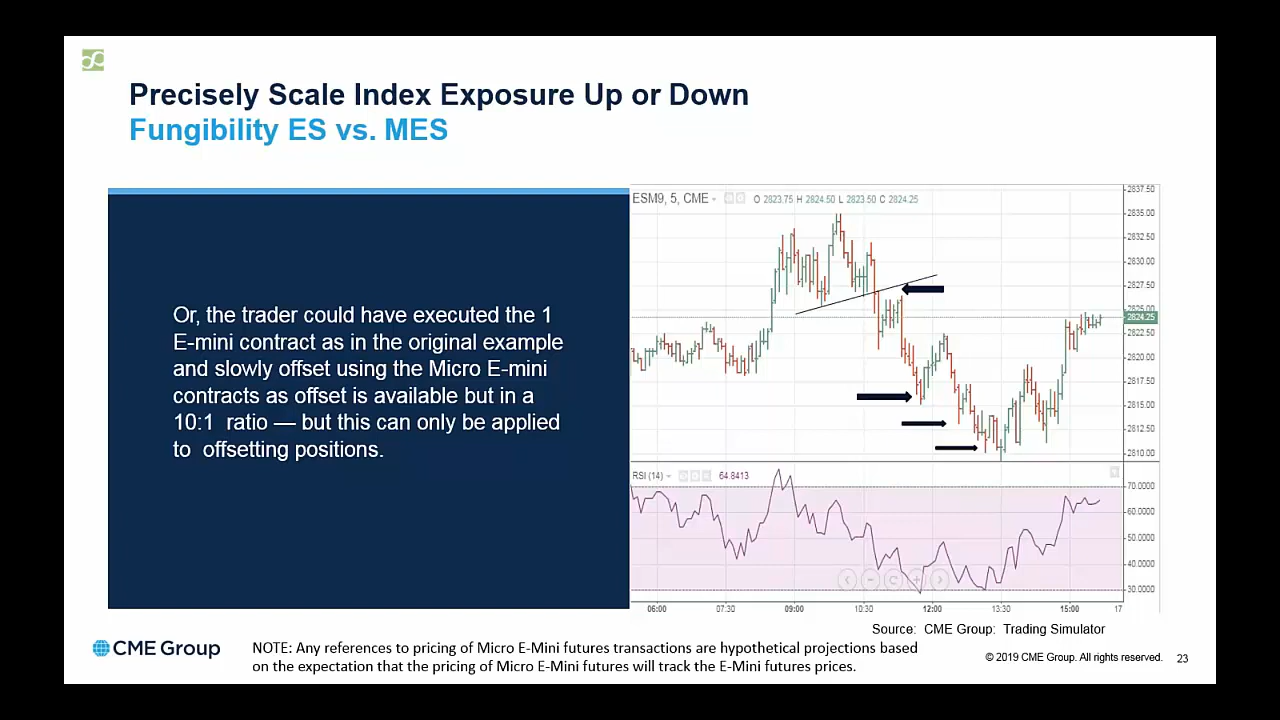 Precisely Scale Index Exposure Up or Down
Fungibility ES vs. MES
Or, the trader could have executed the 1
E-mini contract as in the original example
and slowly offset using the Micro E-mini
contracts as offset is available but in a
10:1 ratio — but this can only be applied
to offsetting positions.
ESM9, 5, CME
O 2823.75 H 2824.50 L 2823.50 C 2824.25
2837.50
2835.00
2832.50
2830.00
2827.50
2825.00
2824.25
2822.50
2820.00
2817.50
2815.00
2812.50
2810.00
RSI (14)
64.8413
70.0000
60.0000
50.0000
40.0000
30.0000
06:00 07:30 09:00 10:30 12:00 13:30 15:00 17
Source: CME Group: Trading Simulator
CME Group
NOTE: Any references to pricing of Micro E-Mini futures transactions are hypothetical projections based
on the expectation that the pricing of Micro E-Mini futures will track the E-Mini futures prices.
© 2019 CME Group. All rights reserved. 23